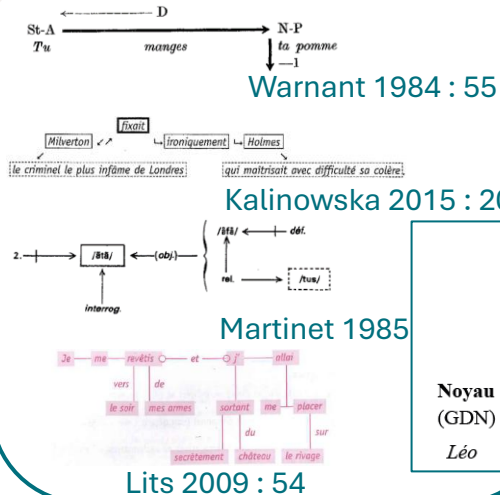 D
St-A N-P
Tu manges ta pomme
—1
Warnant 1984 : 55
fixait
Milverton ironiquement Holmes
le criminel le plus infâme de Londres qui maîtrisait avec difficulté sa colère
Kalinowska 2015 : 20
/ãfã/ déf.
2. /ãtã/ (obj.)
rel. /tus/
interrog.
Martinet 1985
Je me revêtis et j' allai
vers de
le soir mes armes sortant me placer
du sur
secrètement château le rivage
Lits 2009 : 54
Noyau
(GDN)
Léo